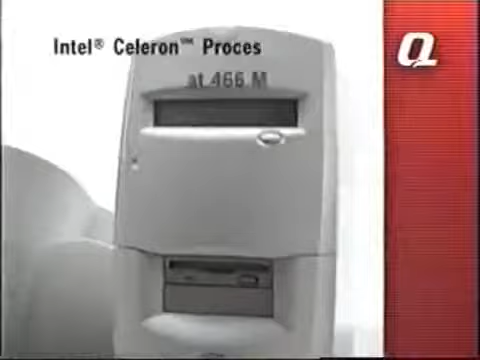 Intel® Celeron™ Proces
at 466 M
Q